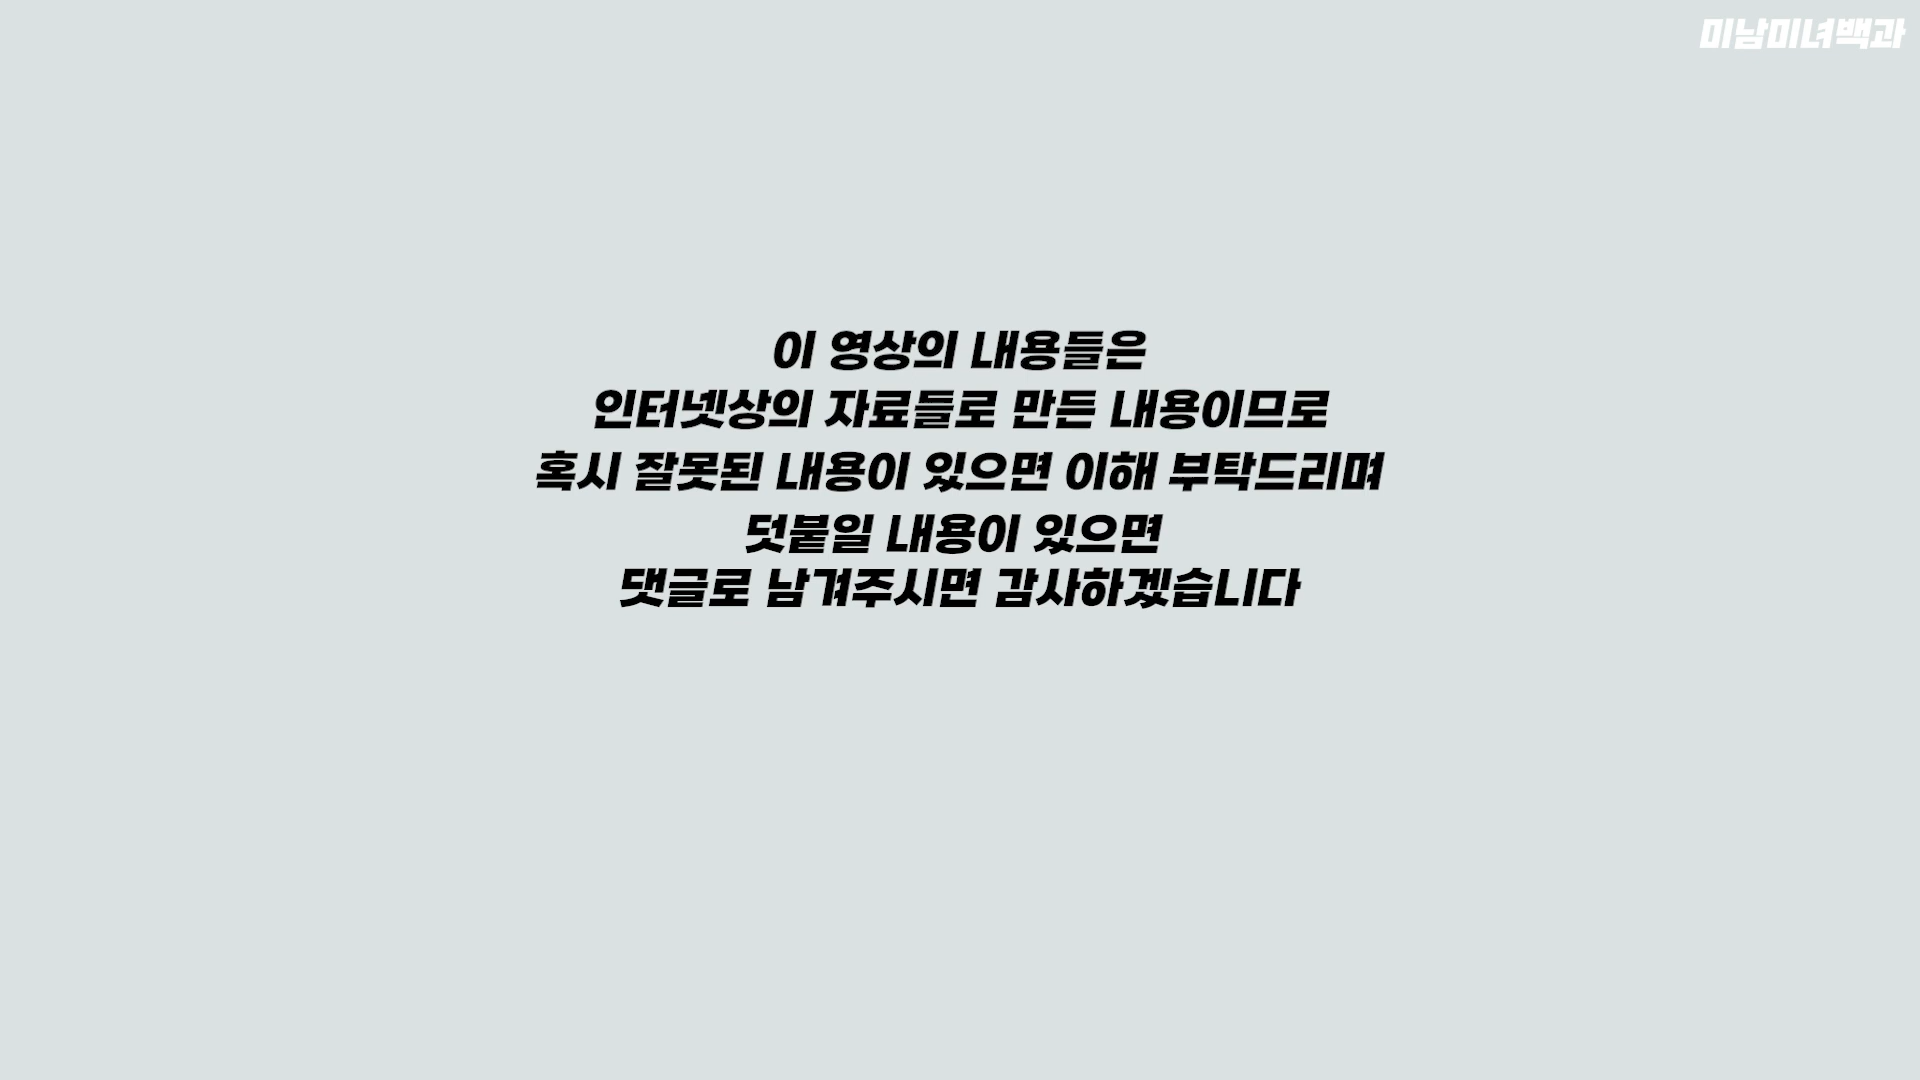 미남미녀백과
이 영상의 내용들은
인터넷상의 자료들로 만든 내용이므로
혹시 잘못된 내용이 있으면 이해 부탁드리며
덧붙일 내용이 있으면
댓글로 남겨주시면 감사하겠습니다